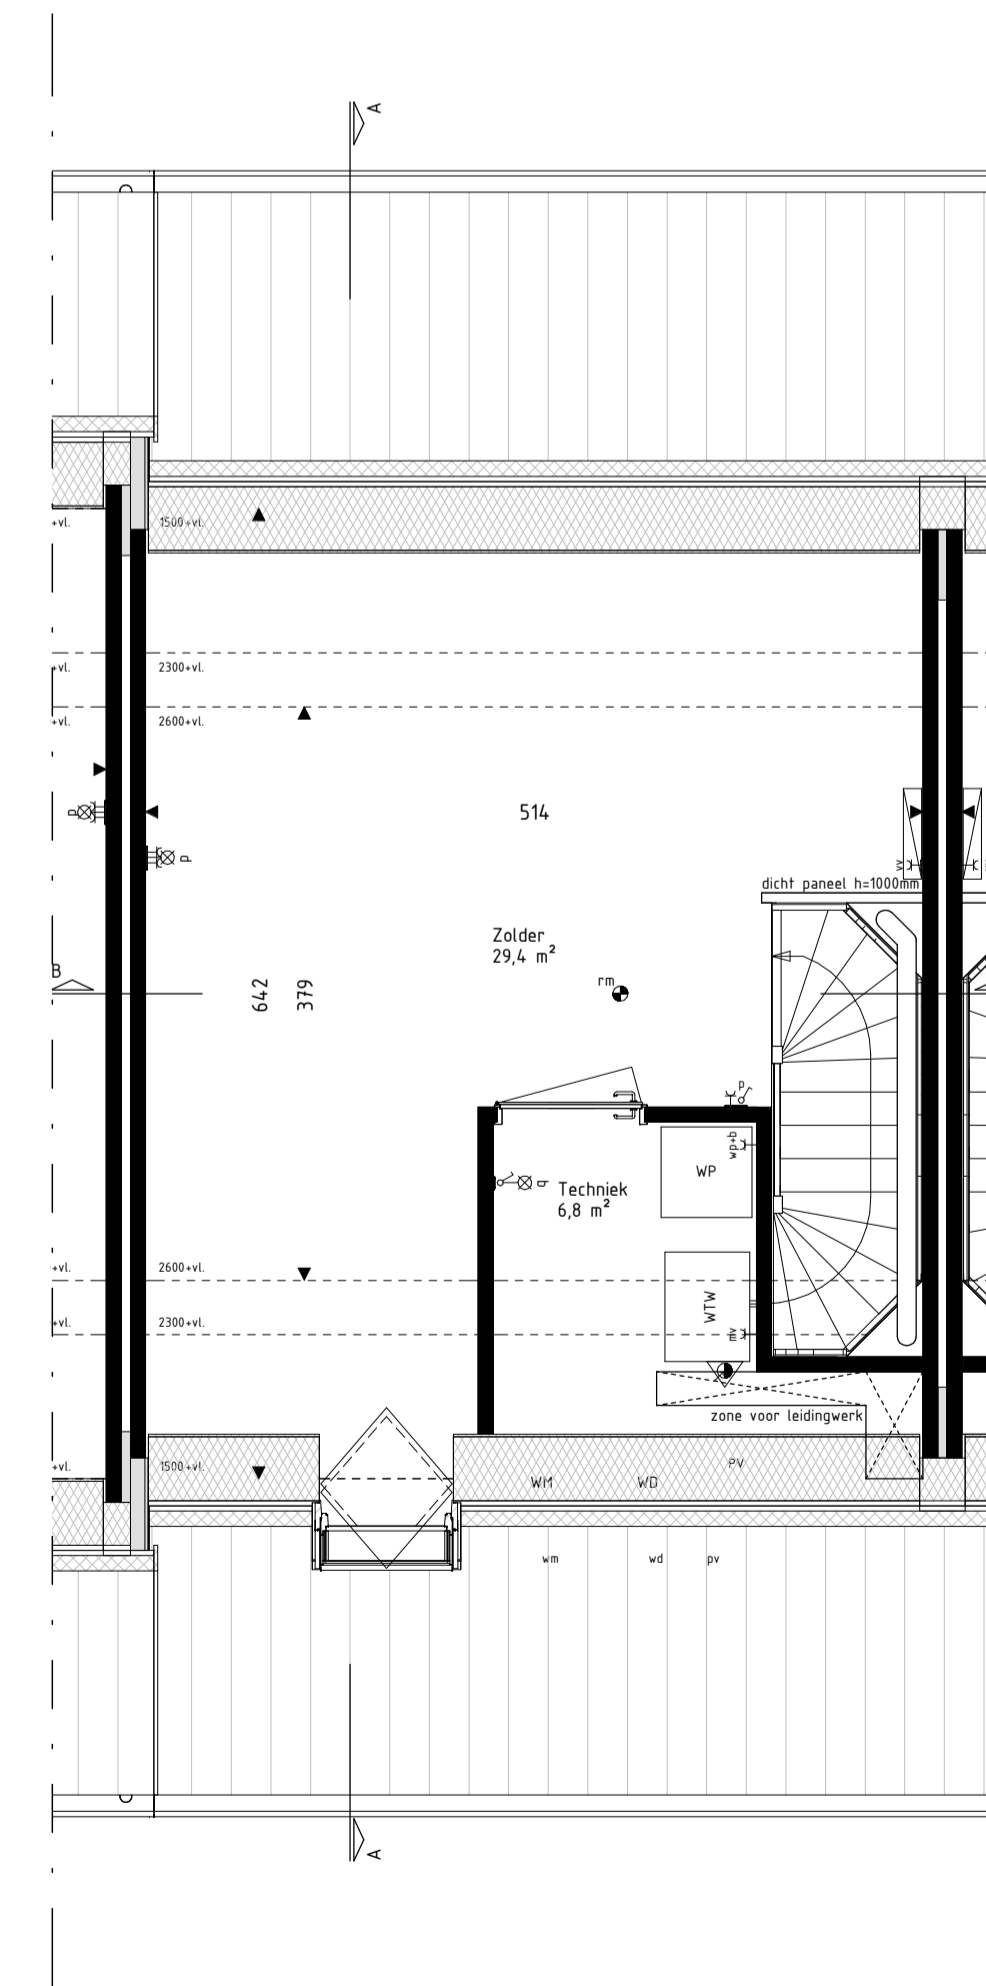 A
+vl.
1500+vl.
+vl.
2300+vl.
+vl.
2600+vl.
p
p
514
vv
dicht paneel h=1000mm
Zolder
29,4 m²
B
rm
642
379
p
wp+b
WP
q
Techniek
6,8 m²
+vl.
2600+vl.
WTW
+vl.
2300+vl.
mv
zone voor leidingwerk
+vl.
1500+vl.
PV
WM
WD
wm
wd
pv
A